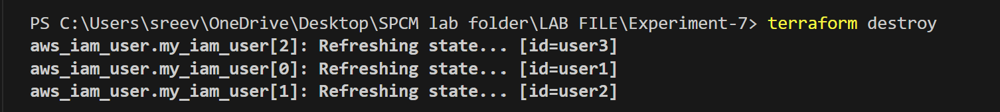 PS C:\Users\sreev\OneDrive\Desktop\SPCM lab folder\LAB FILE\Experiment-7> terraform destroy
aws_iam_user.my_iam_user[2]: Refreshing state... [id=user3]
aws_iam_user.my_iam_user[0]: Refreshing state... [id=user1]
aws_iam_user.my_iam_user[1]: Refreshing state... [id=user2]